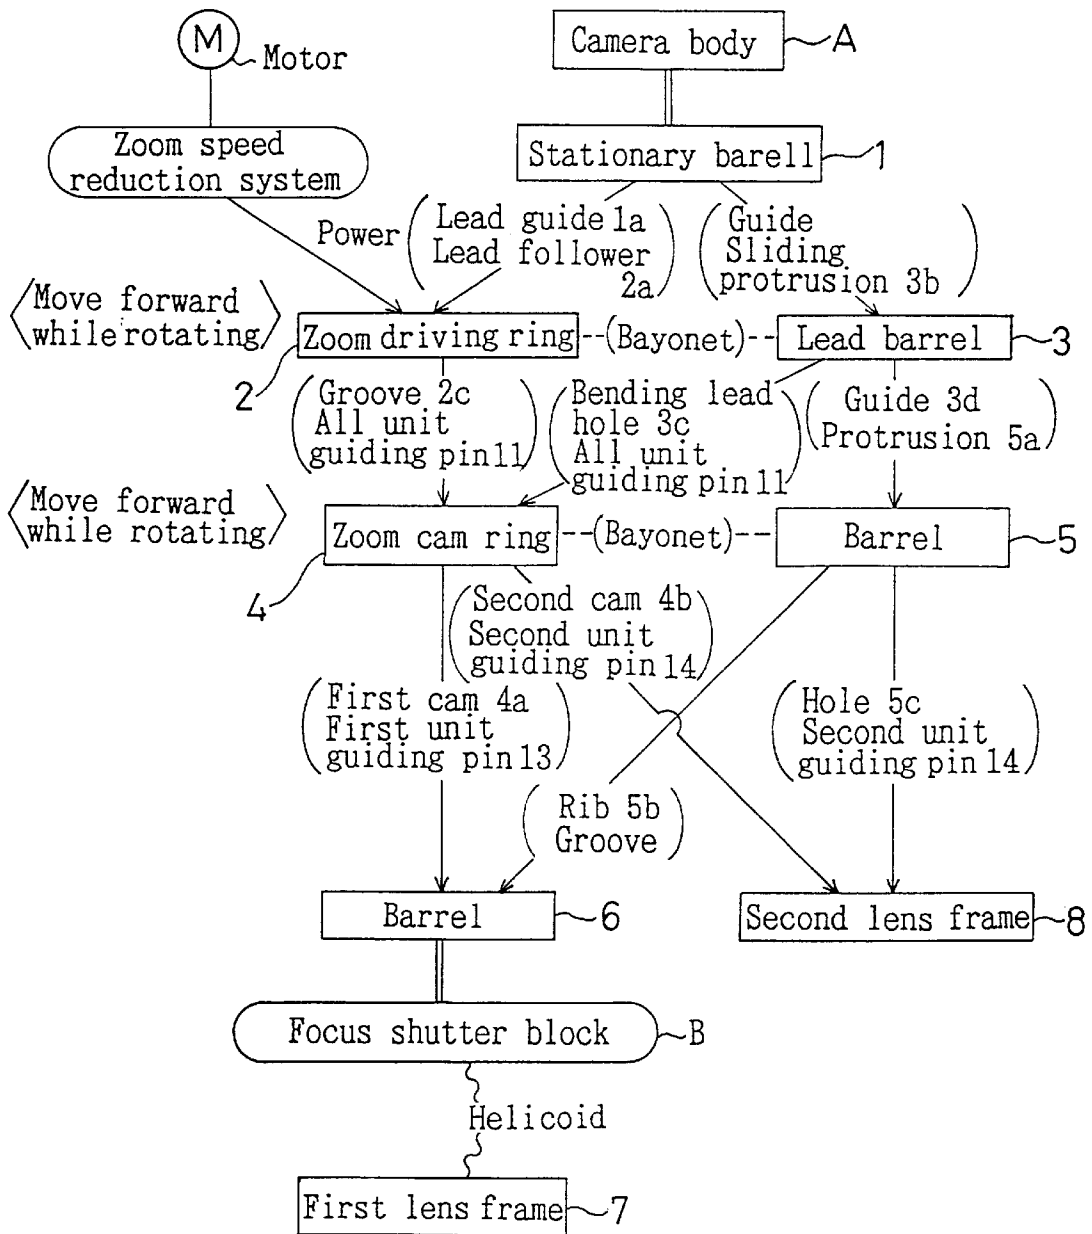 M
Motor
Camera body
A
Zoom speed
reduction system
Stationary barell
1
Power
Lead guide 1a
Lead follower
2a
Guide
Sliding
protrusion 3b
Move forward
while rotating
Zoom driving ring
(Bayonet)
Lead barrel
2
3
Groove 2c
All unit
guiding pin 11
Bending lead
hole 3c
All unit
guiding pin 11
Guide 3d
Protrusion 5a
Move forward
while rotating
Zoom cam ring
(Bayonet)
Barrel
4
5
Second cam 4b
Second unit
guiding pin 14
First cam 4a
First unit
guiding pin 13
Hole 5c
Second unit
guiding pin 14
Rib 5b
Groove
Barrel
6
Second lens frame
8
Focus shutter block
B
Helicoid
First lens frame
7